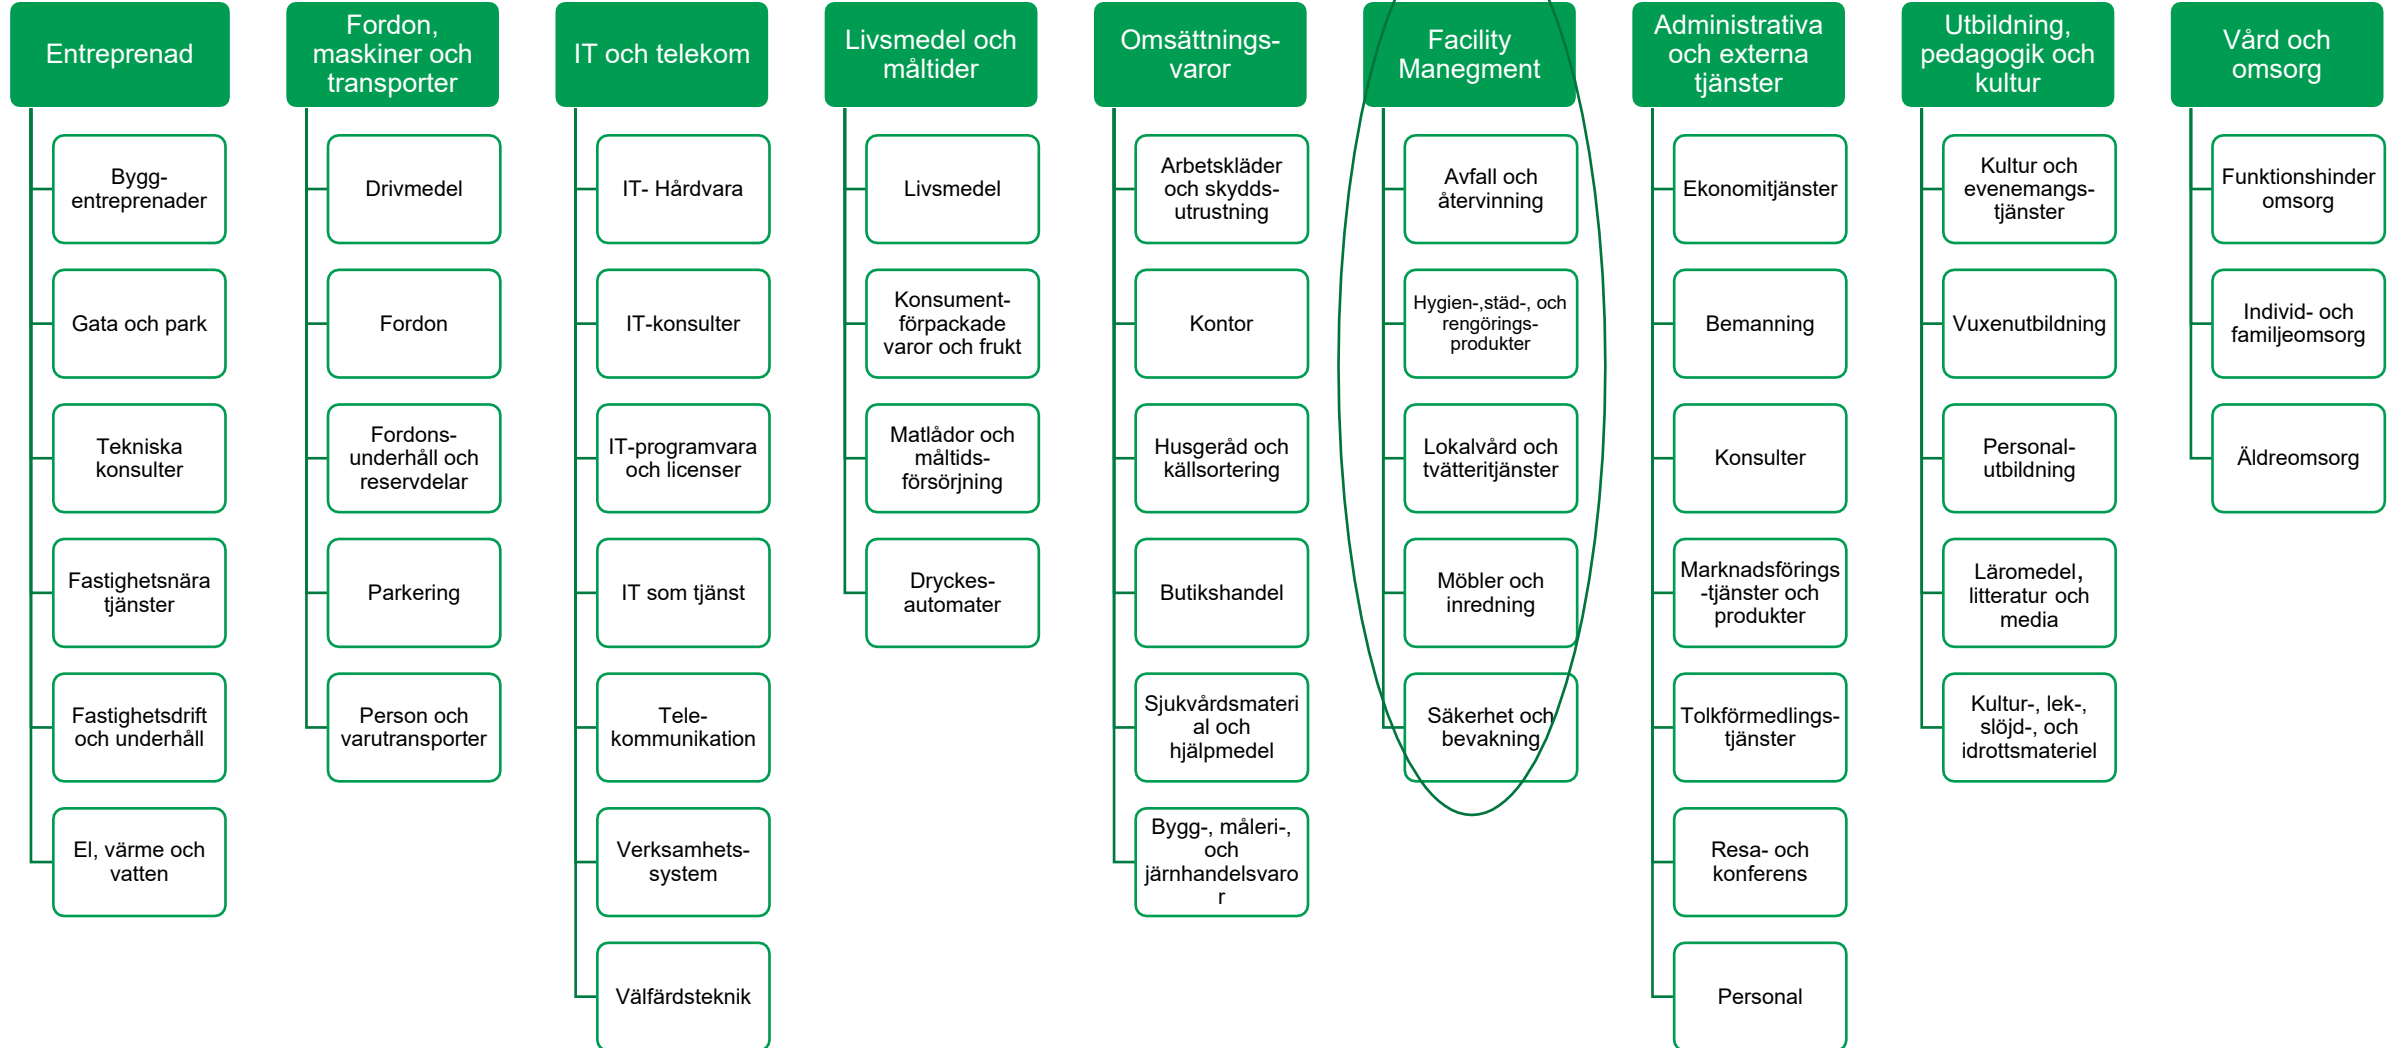 Entreprenad
Bygg-
entreprenader
Gata och park
Tekniska
konsulter
Fastighetsnära
tjänster
Fastighetsdrift
och underhåll
El, värme och
vatten
Fordon,
maskiner och
transporter
Drivmedel
Fordon
Fordons-
underhåll och
reservdelar
Parkering
Person och
varutransporter
IT och telekom
IT- Hårdvara
IT-konsulter
IT-programvara
och licenser
IT som tjänst
Tele-
kommunikation
Verksamhets-
system
Välfärdsteknik
Livsmedel och
måltider
Livsmedel
Konsument-
förpackade
varor och frukt
Matlådor och
måltids-
försörjning
Dryckes-
automater
Omsättnings-
varor
Arbetskläder
och skydds-
utrustning
Kontor
Husgeråd och
källsortering
Butikshandel
Sjukvårdsmateri
al och
hjälpmedel
Bygg-, måleri-,
och
järnhandelsvaro
r
Facility
Manegment
Avfall och
återvinning
Hygien-,städ-, och
rengörings-
produkter
Lokalvård och
tvätteritjänster
Möbler och
inredning
Säkerhet och
bevakning
Administrativa
och externa
tjänster
Ekonomitjänster
Bemanning
Konsulter
Marknadsförings
-tjänster och
produkter
Tolkförmedlings-
tjänster
Resa- och
konferens
Personal
Utbildning,
pedagogik och
kultur
Kultur och
evenemangs-
tjänster
Vuxenutbildning
Personal-
utbildning
Läromedel,
litteratur och
media
Kultur-, lek-,
slöjd-, och
idrottsmateriel
Vård och
omsorg
Funktionshinder
omsorg
Individ- och
familjeomsorg
Äldreomsorg